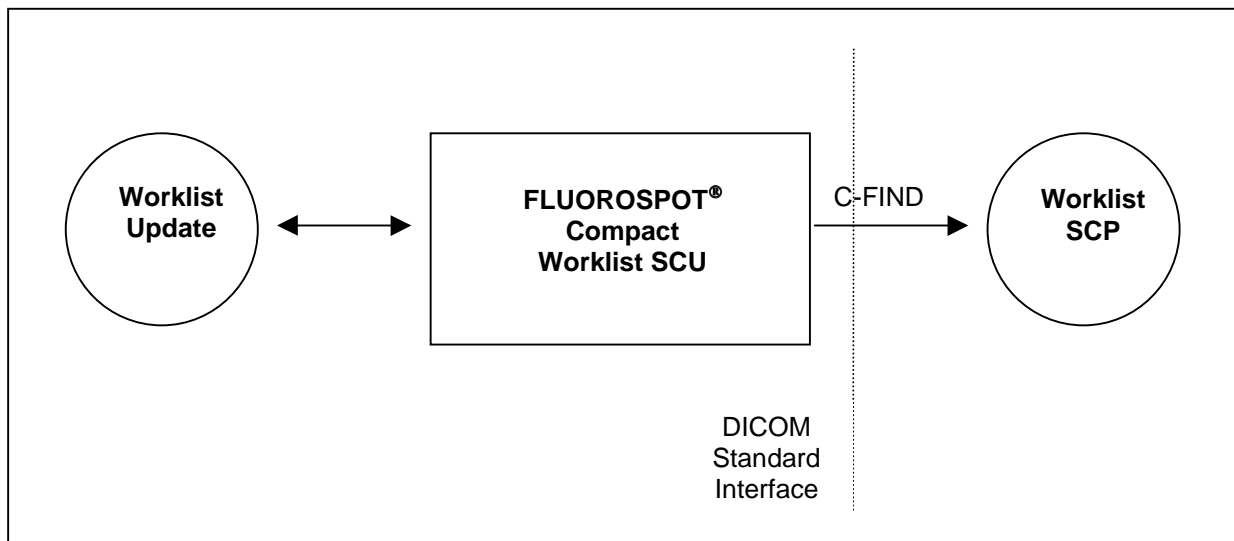 Worklist
Update
FLUOROSPOT®
Compact
Worklist SCU
C-FIND
Worklist
SCP
DICOM
Standard
Interface